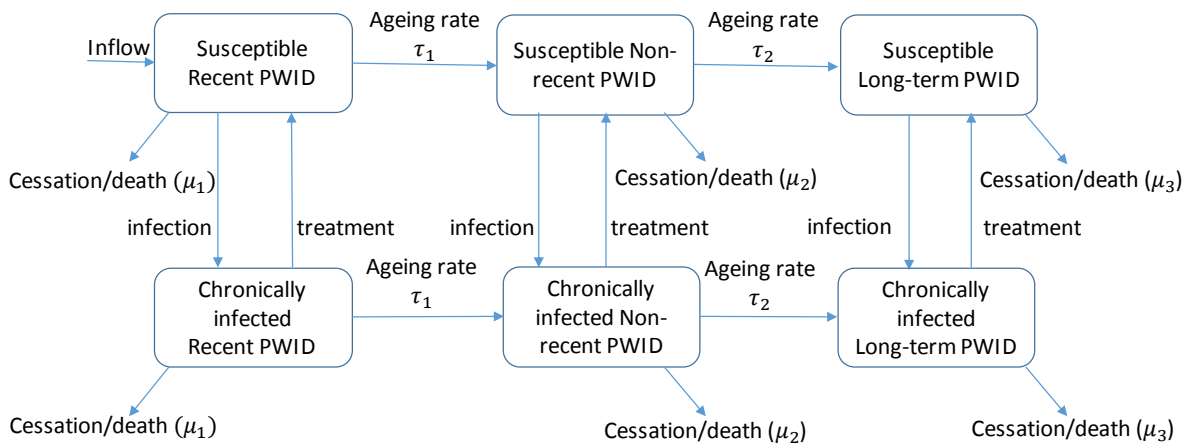 Inflow
Susceptible
Recent PWID
Ageing rate
τ1
Susceptible Non-
recent PWID
Ageing rate
τ2
Susceptible
Long-term PWID
Cessation/death (μ1)
Cessation/death (μ2)
Cessation/death (μ3)
infection
treatment
infection
treatment
infection
treatment
Chronically
infected
Recent PWID
Ageing rate
τ1
Chronically
infected Non-
recent PWID
Ageing rate
τ2
Chronically
infected
Long-term PWID
Cessation/death (μ1)
Cessation/death (μ2)
Cessation/death (μ3)